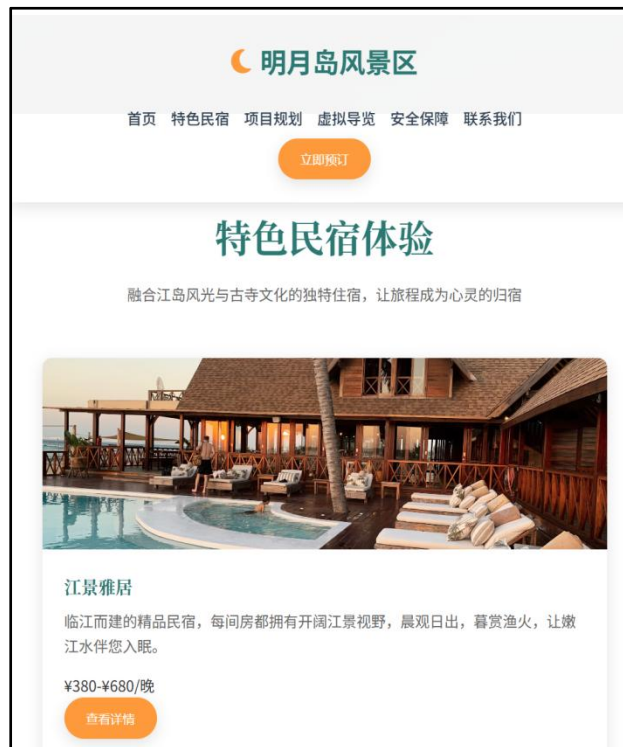 明月岛风景区
首页 特色民宿 项目规划 虚拟导览 安全保障 联系我们
立即预订
特色民宿体验
融合江岛风光与古寺文化的独特住宿，让旅程成为心灵的归宿
江景雅居
临江而建的精品民宿，每间房都拥有开阔江景视野，晨观日出，暮赏渔火，让嫩
江水伴您入眠。
¥380-¥680/晚
查看详情